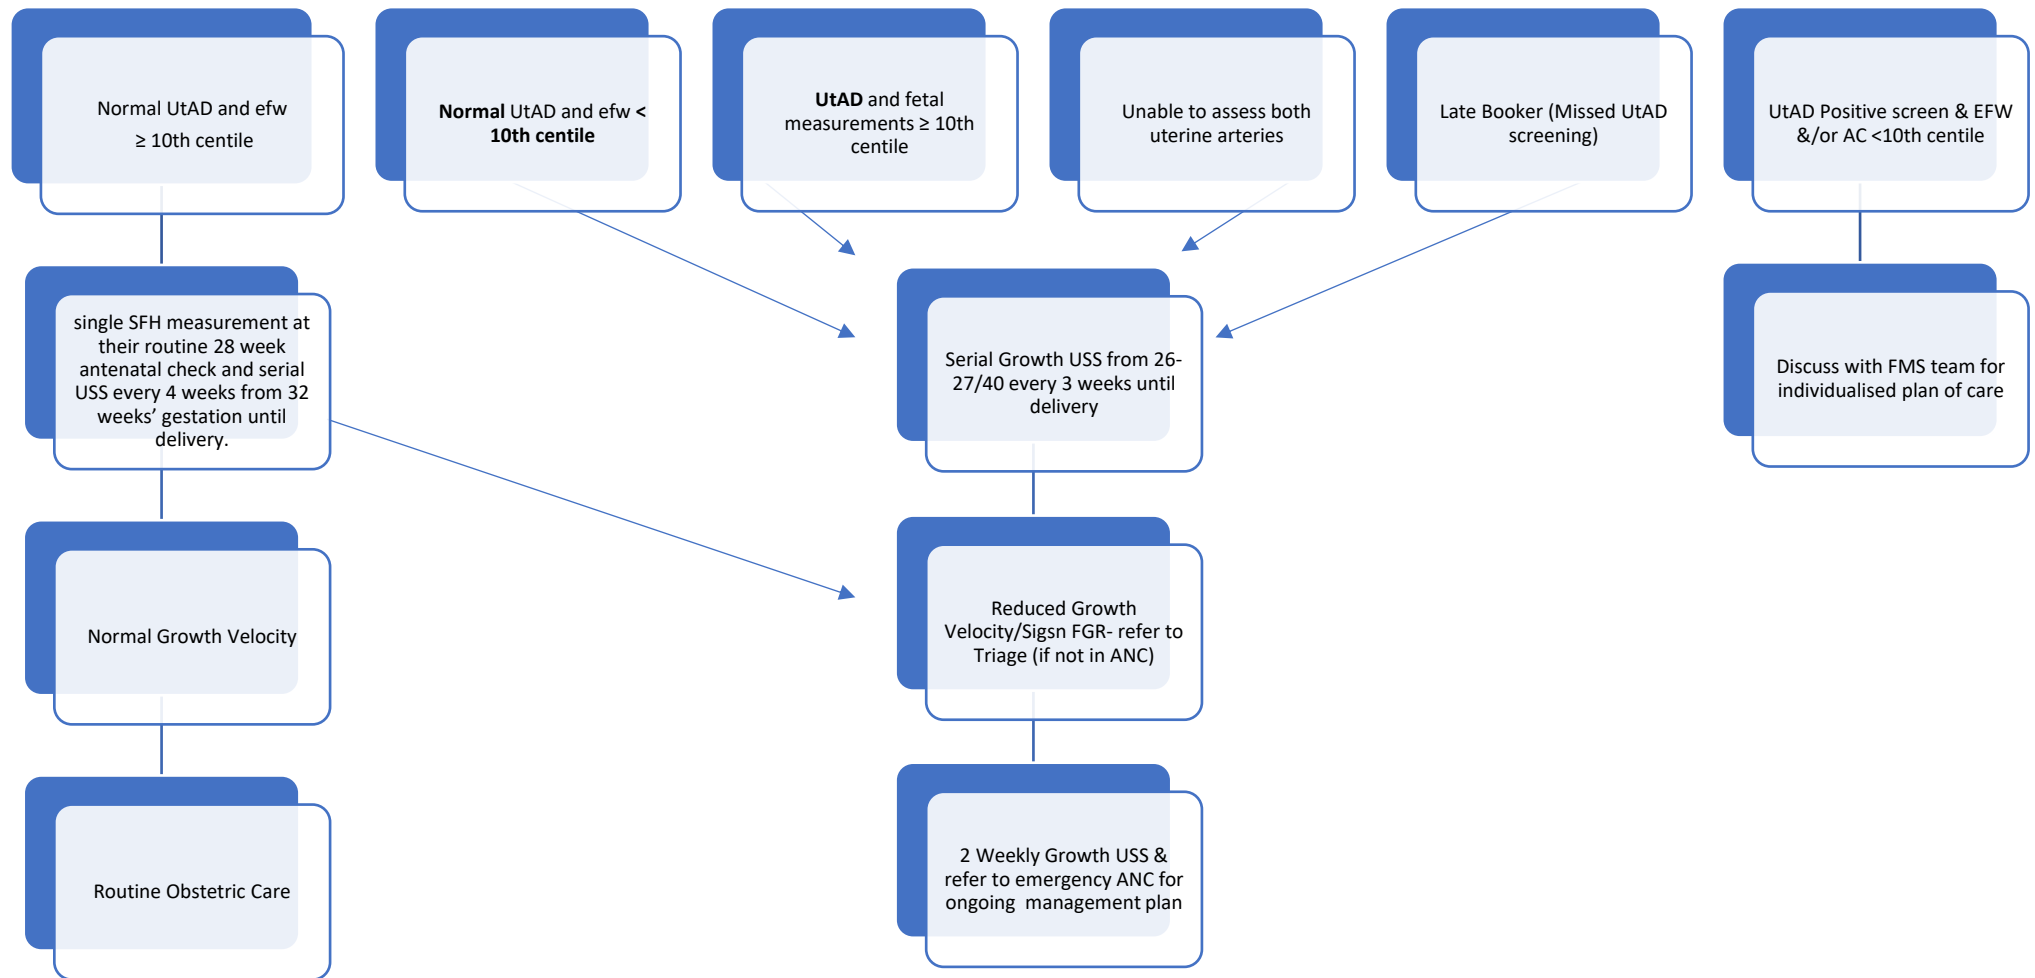 Normal UtAD and efw
≥ 10th centile
Normal UtAD and efw <
10th centile
UtAD and fetal
measurements ≥ 10th
centile
Unable to assess both
uterine arteries
Late Booker (Missed UtAD
screening)
UtAD Positive screen & EFW
&/or AC <10th centile
single SFH measurement at
their routine 28 week
antenatal check and serial
USS every 4 weeks from 32
weeks’ gestation until
delivery.
Serial Growth USS from 26-
27/40 every 3 weeks until
delivery
Discuss with FMS team for
individualised plan of care
Normal Growth Velocity
Reduced Growth
Velocity/Sigsn FGR- refer to
Triage (if not in ANC)
Routine Obstetric Care
2 Weekly Growth USS &
refer to emergency ANC for
ongoing management plan